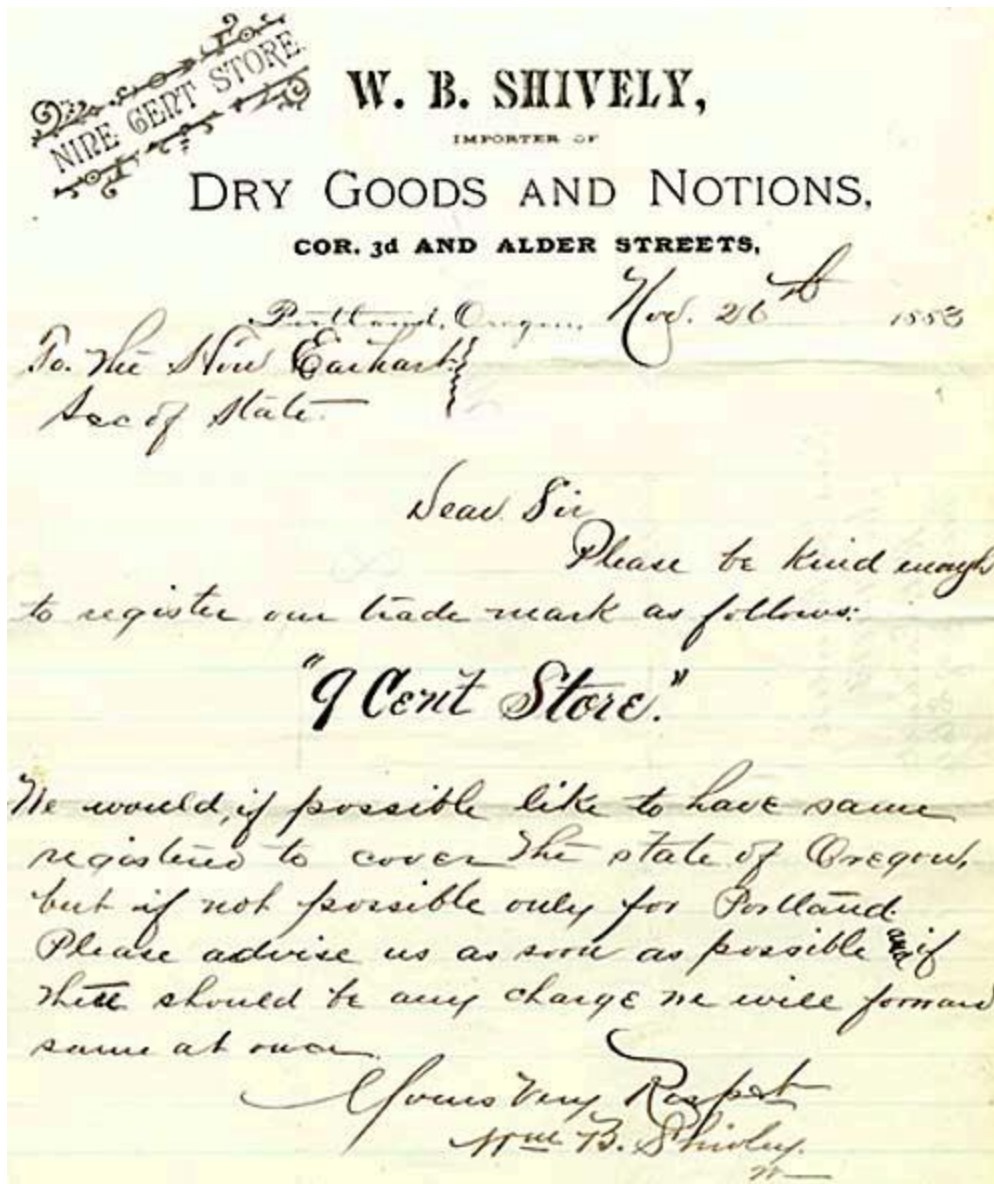 NINE CENT STORE.
W. B. SHIVELY,
IMPORTER OF
DRY GOODS AND NOTIONS,
COR. 3d AND ALDER STREETS,
Portland, Oregon, Nov. 26th 1883
To. The Hon Earhart
Sec of State.
Dear Sir
Please be kind enough
to register our trade mark as follows:
"9 Cent Store."
We would, if possible like to have same
registered to cover the state of Oregon,
but if not possible only for Portland.
Please advise us as soon as possible and if
there should be any charge we will forward
same at once.
Yours Very Respect
Wm B. Shively.